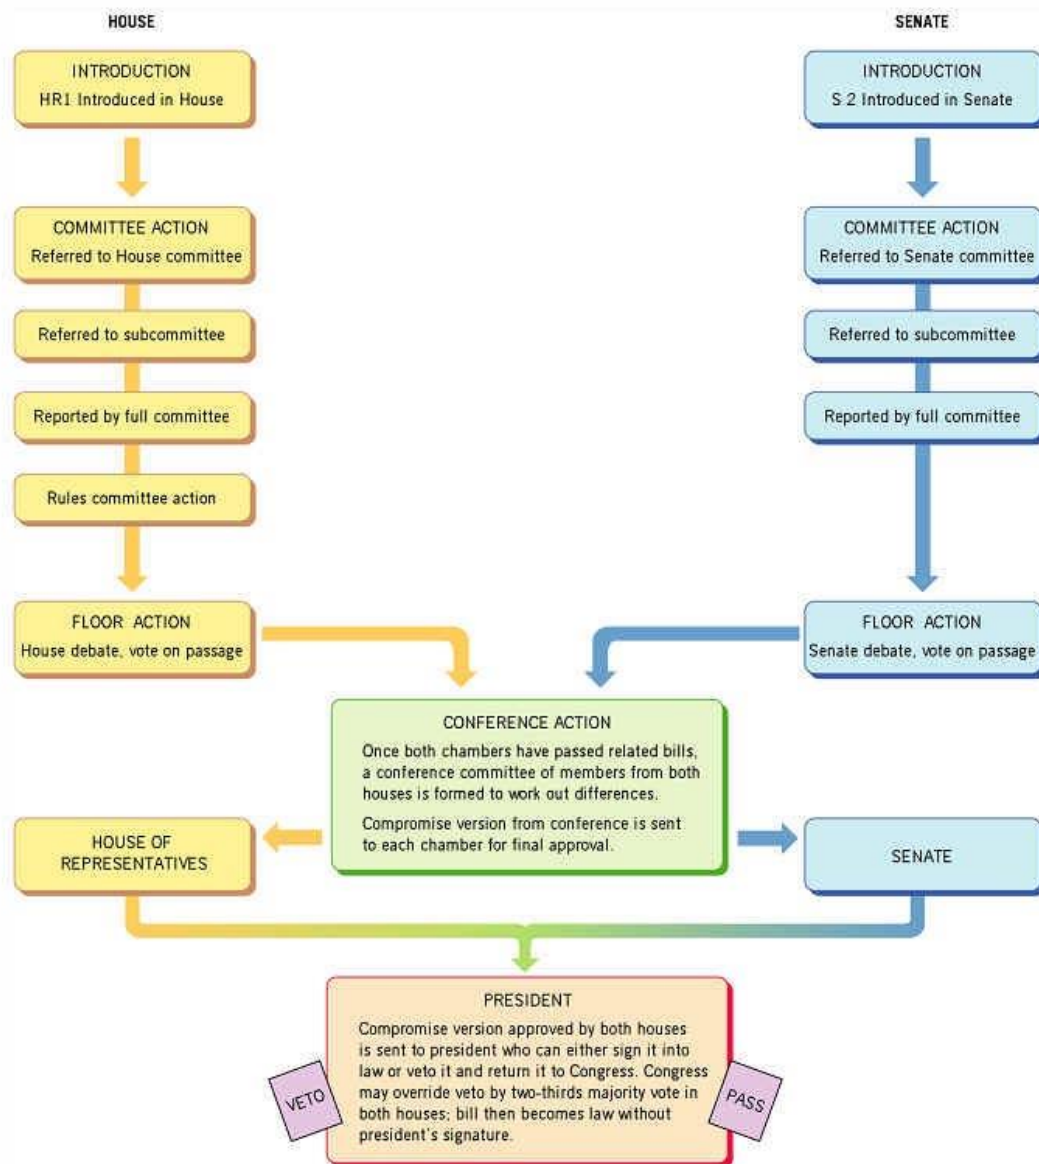 HOUSE
SENATE
INTRODUCTION
HR1 Introduced in House
INTRODUCTION
S 2 Introduced in Senate
COMMITTEE ACTION
Referred to House committee
COMMITTEE ACTION
Referred to Senate committee
Referred to subcommittee
Referred to subcommittee
Reported by full committee
Reported by full committee
Rules committee action
FLOOR ACTION
House debate, vote on passage
FLOOR ACTION
Senate debate, vote on passage
CONFERENCE ACTION
Once both chambers have passed related bills,
a conference committee of members from both
houses is formed to work out differences.
Compromise version from conference is sent
to each chamber for final approval.
HOUSE OF
REPRESENTATIVES
SENATE
PRESIDENT
Compromise version approved by both houses
is sent to president who can either sign it into
law or veto it and return it to Congress. Congress
may override veto by two-thirds majority vote in
both houses; bill then becomes law without
president's signature.
VETO
PASS